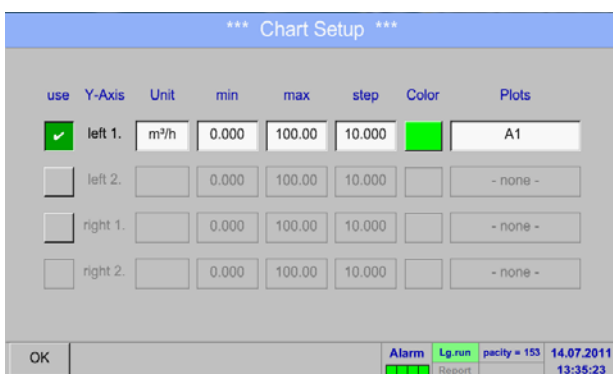 *** Chart Setup ***
use Y-Axis Unit min max step Color Plots
left 1. m³/h 0.000 100.00 10.000 A1
left 2. 0.000 100.00 10.000 - none -
right 1. 0.000 100.00 10.000 - none -
right 2. 0.000 100.00 10.000 - none -
OK Alarm Lg.run pacity = 153 14.07.2011
Report 13:35:23